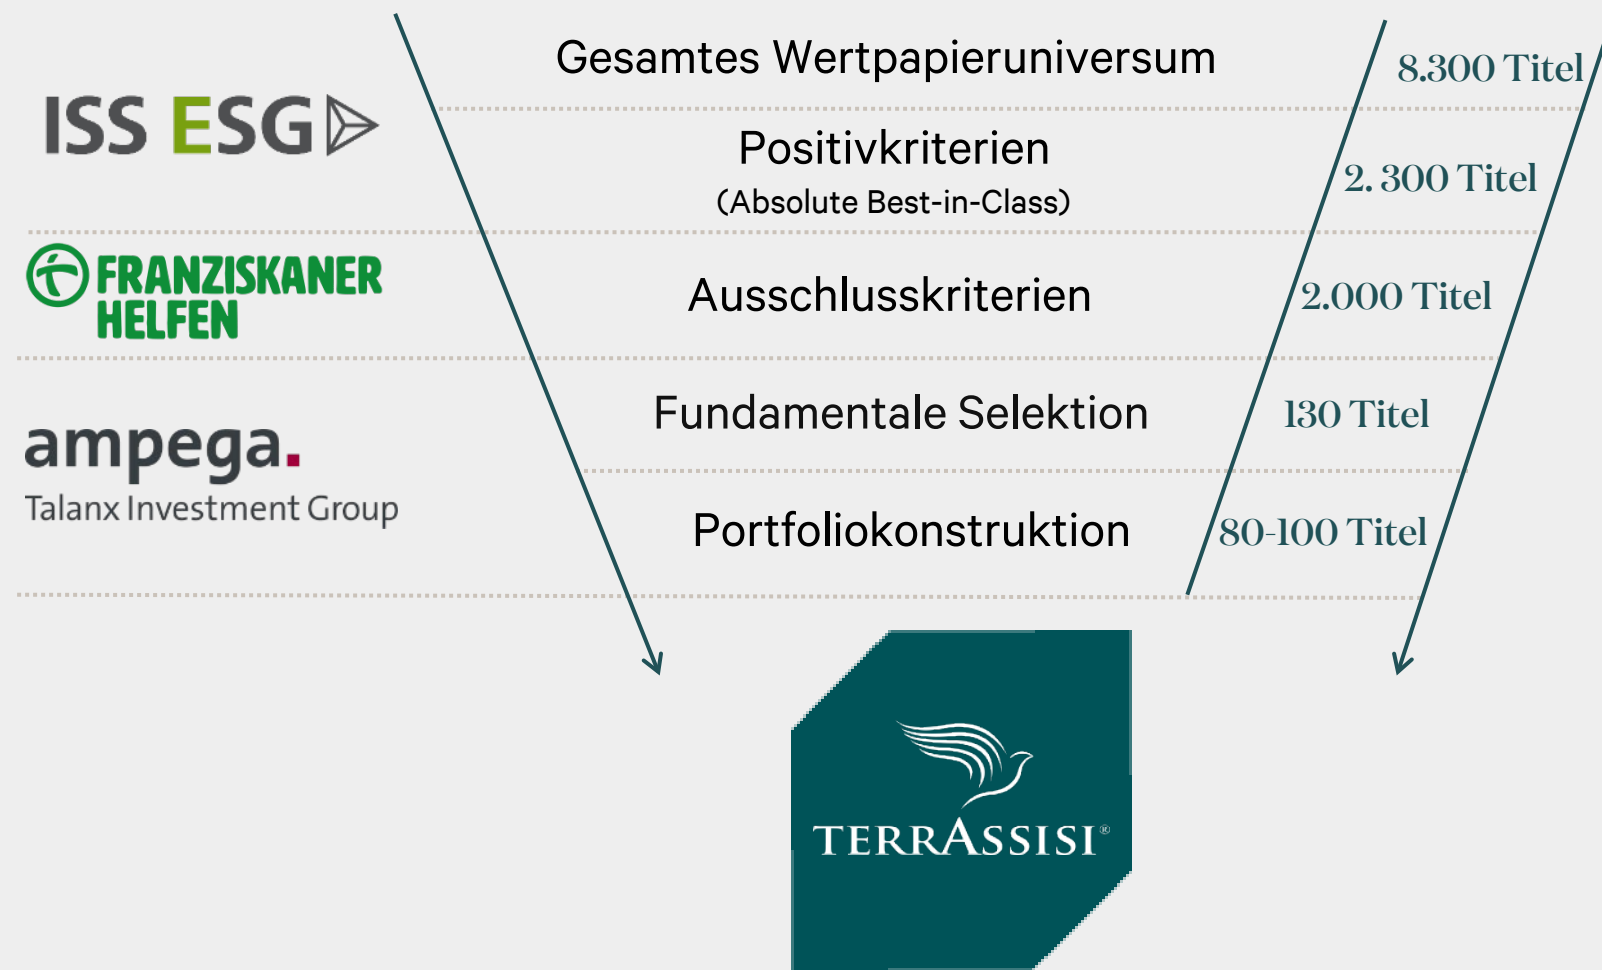 Gesamtes Wertpapieruniversum
8.300 Titel
ISS ESG
Positivkriterien
(Absolute Best-in-Class)
2. 300 Titel
FRANZISKANER
HELFEN
Ausschlusskriterien
2.000 Titel
ampega.
Talanx Investment Group
Fundamentale Selektion
130 Titel
Portfoliokonstruktion
80-100 Titel
TERRASSISI®